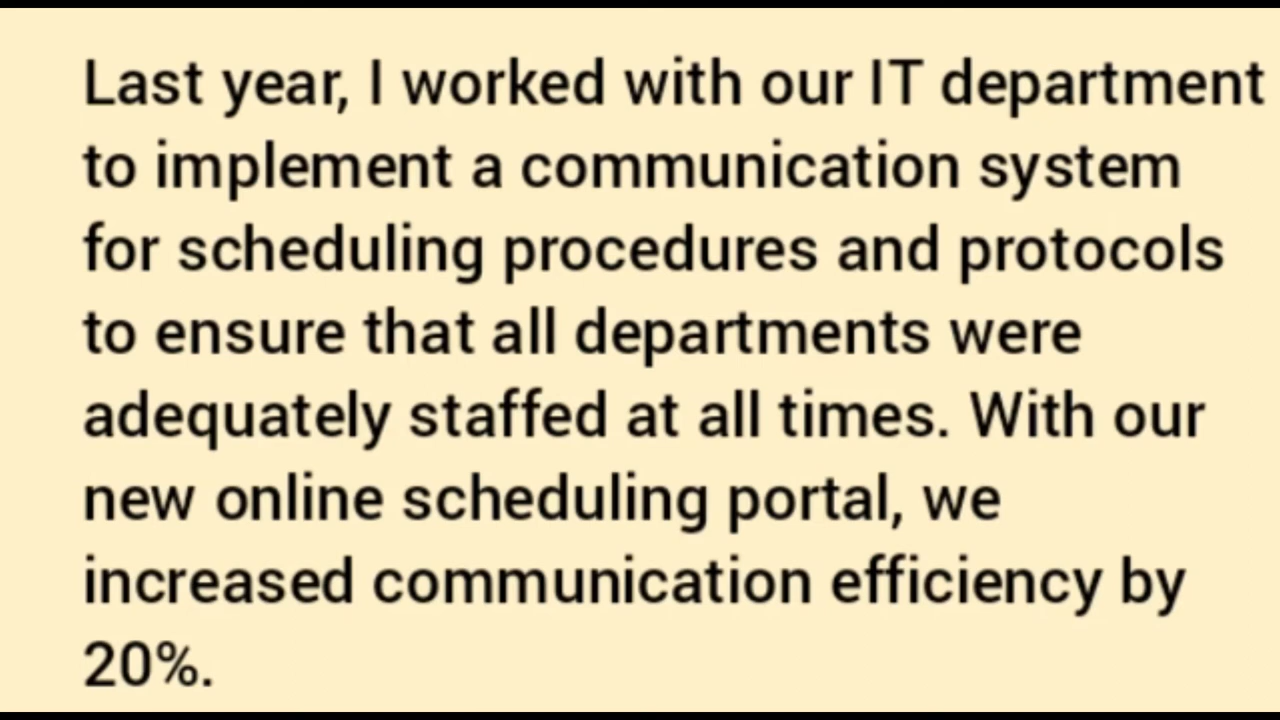 Last year, I worked with our IT department
to implement a communication system
for scheduling procedures and protocols
to ensure that all departments were
adequately staffed at all times. With our
new online scheduling portal, we
increased communication efficiency by
20%.